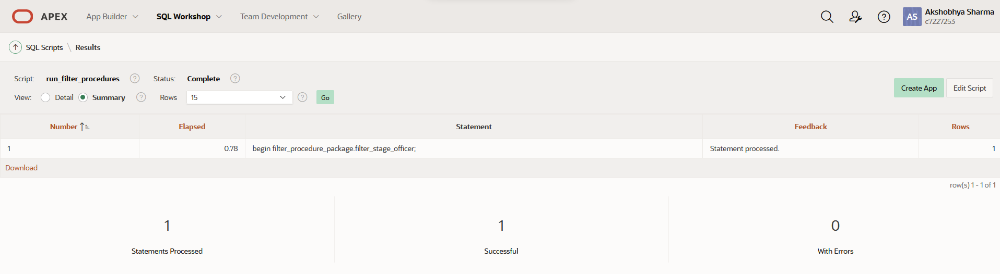 APEX App Builder SQL Workshop Team Development Gallery AS Akshobhya Sharma
c7227253
SQL Scripts \ Results
Script: run_filter_procedures ? Status: Complete ?
View: Detail Summary ? Rows 15 ? Go Create App Edit Script
Number Elapsed Statement Feedback Rows
1 0.78 begin filter_procedure_package.filter_stage_officer; Statement processed. 1
Download
row(s) 1 - 1 of 1
1 1 0
Statements Processed Successful With Errors